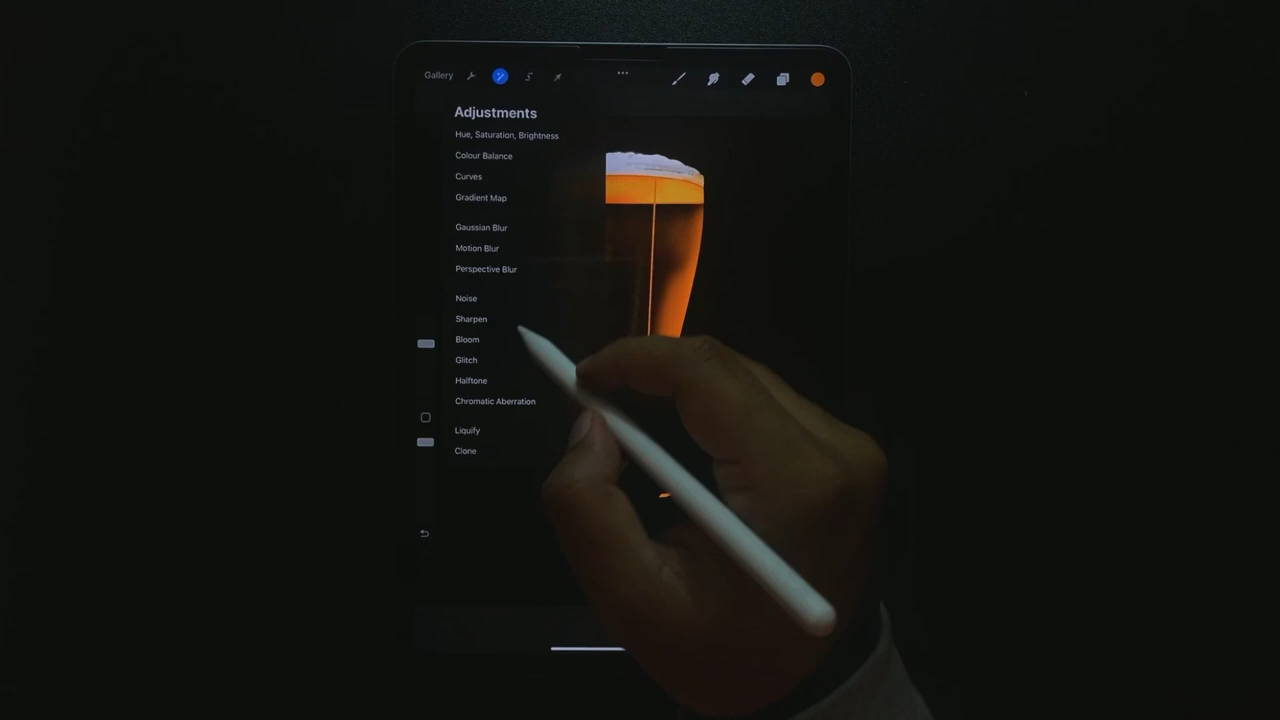 Gallery
Adjustments
Hue, Saturation, Brightness
Colour Balance
Curves
Gradient Map
Gaussian Blur
Motion Blur
Perspective Blur
Noise
Sharpen
Bloom
Glitch
Halftone
Chromatic Aberration
Liquify
Clone